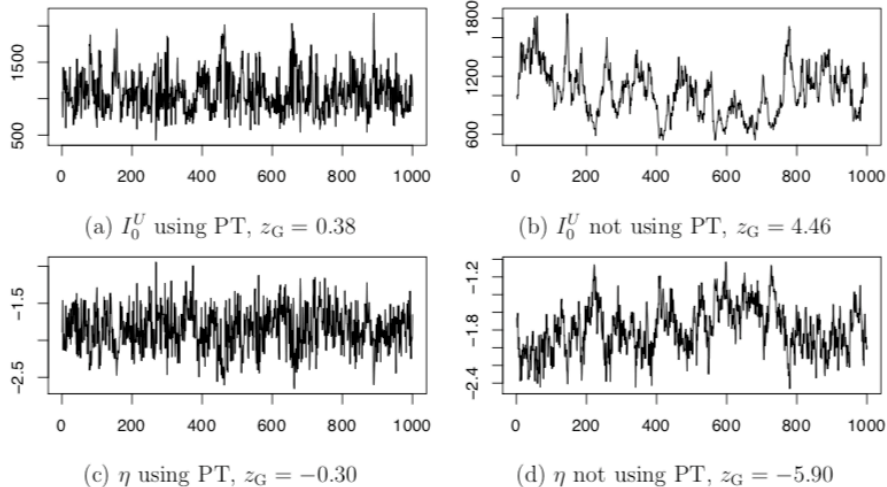 500
1500
0 200 400 600 800 1000
(a) I_0^U using PT, z_G = 0.38
600
1200
1800
0 200 400 600 800 1000
(b) I_0^U not using PT, z_G = 4.46
-2.5
-1.5
0 200 400 600 800 1000
(c) η using PT, z_G = −0.30
-2.4
-1.8
-1.2
0 200 400 600 800 1000
(d) η not using PT, z_G = −5.90